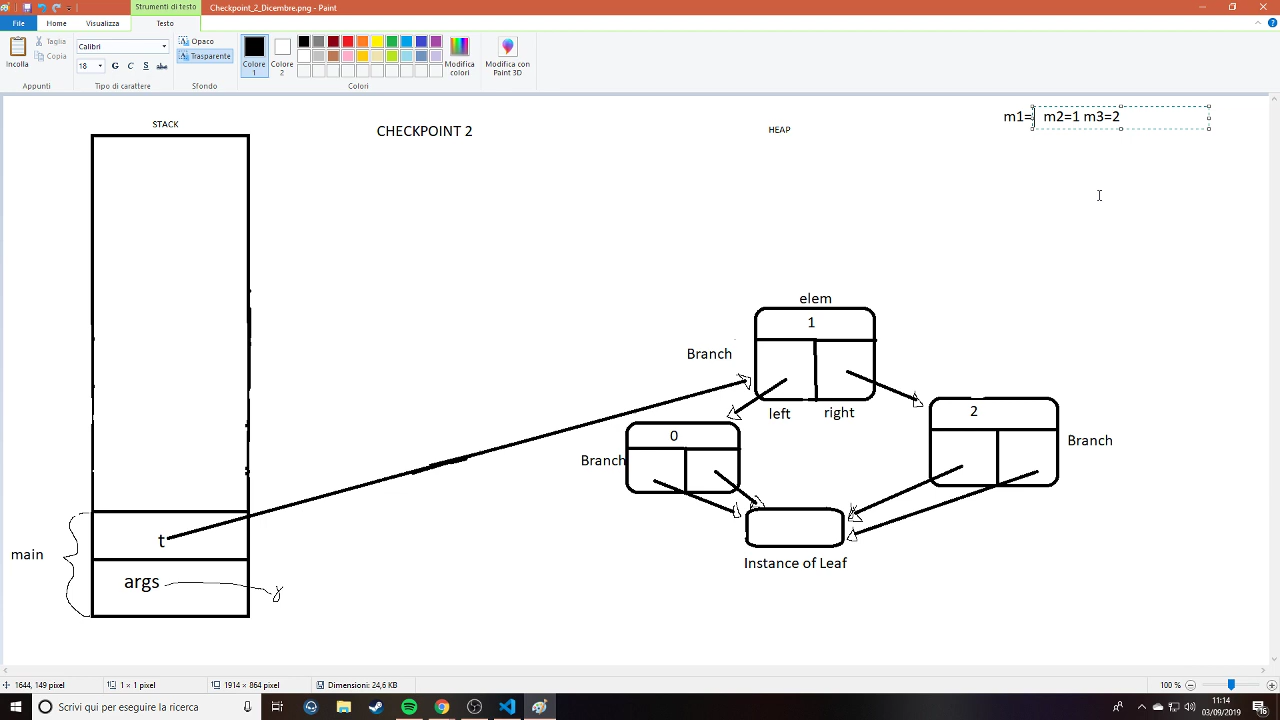 Strumenti di testo
Checkpoint_2_Dicembre.png - Paint
File Home Visualizza Testo
Incolla
Taglia
Copia
Appunti
Calibri
18 G C S abc
Tipo di carattere
Opaco
Trasparente
Sfondo
Colore 1
Colore 2
Colori
Modifica colori
Modifica con Paint 3D
STACK
CHECKPOINT 2
HEAP
m1= m2=1 m3=2
elem
1
Branch
left right
2
Branch
0
Branch
Instance of Leaf
main
t
args
1644, 149 pixel
1 × 1 pixel
1914 × 864 pixel
Dimensioni: 24,6 KB
100 %
Scrivi qui per eseguire la ricerca
11:14
03/09/2019